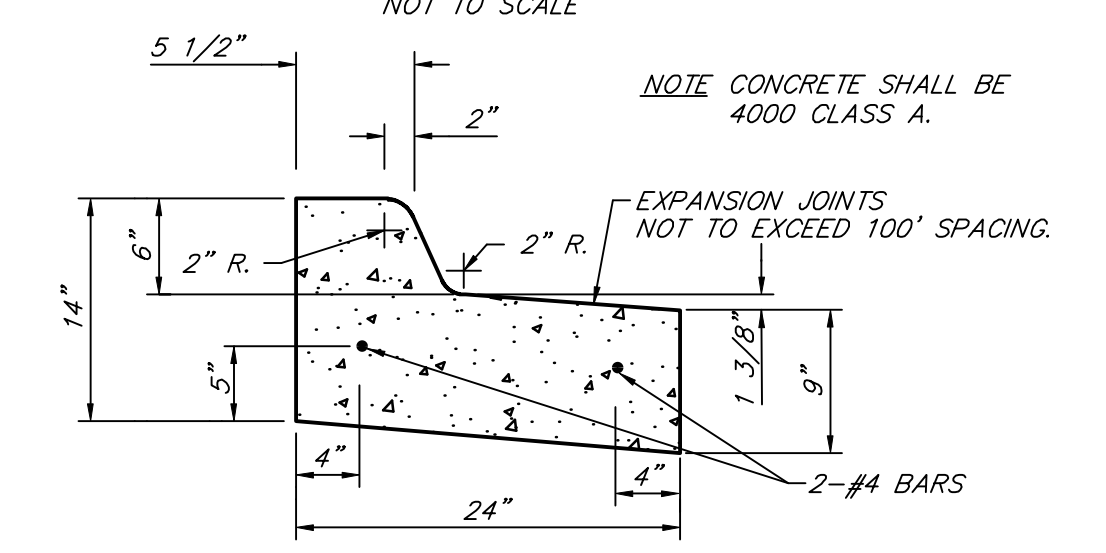 NOT TO SCALE
5 1/2"
NOTE CONCRETE SHALL BE
4000 CLASS A.
2"
EXPANSION JOINTS
NOT TO EXCEED 100' SPACING.
6"
2" R.
2" R.
14"
5"
1 3/8"
9"
4"
4"
2-#4 BARS
24"